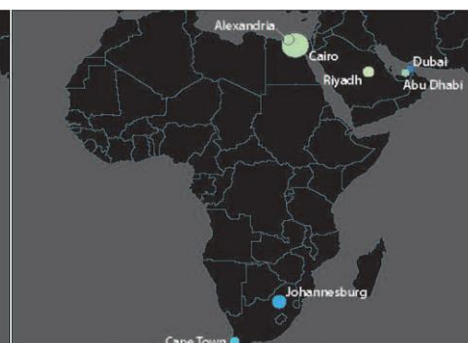 Alexandria
Cairo
Dubai
Riyadh
Abu Dhabi
Johannesburg
Cape Town